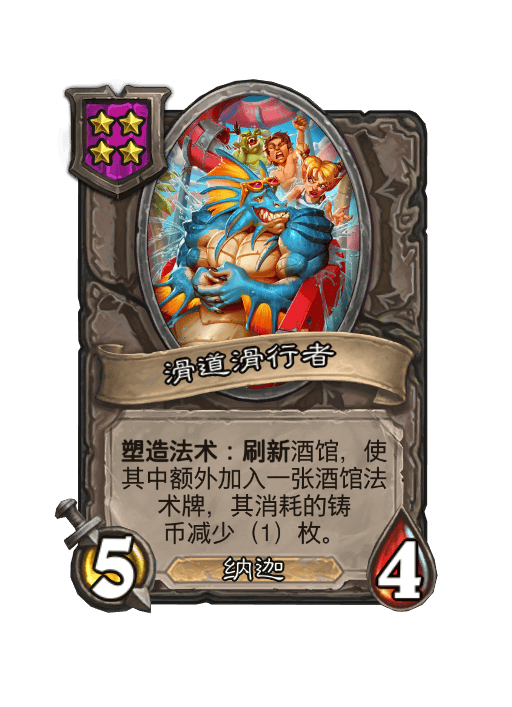 滑道滑行者
塑造法术：刷新酒馆，使
其中额外加入一张酒馆法
术牌，其消耗的铸
币减少（1）枚。
5
纳迦
4